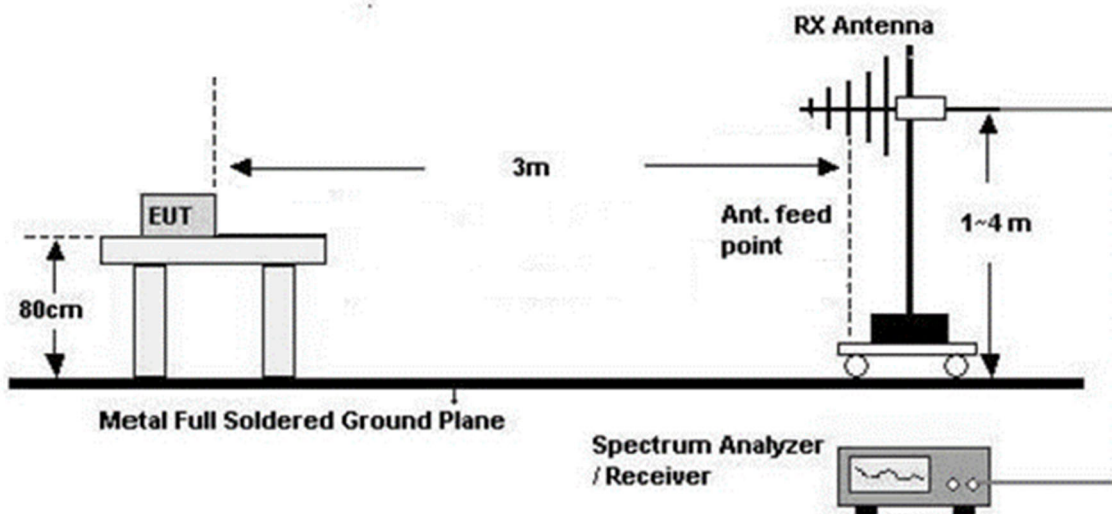 RX Antenna
3m
EUT
Ant. feed
point
1~4 m
80cm
Metal Full Soldered Ground Plane
Spectrum Analyzer
/ Receiver